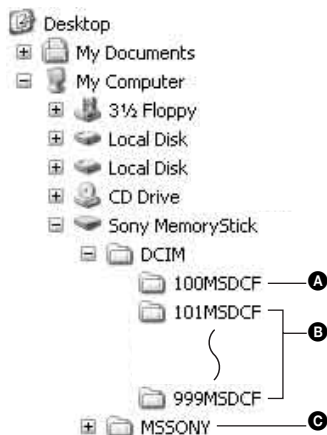 Desktop
My Documents
My Computer
3½ Floppy
Local Disk
Local Disk
CD Drive
Sony MemoryStick
DCIM
100MSDCF A
101MSDCF B
999MSDCF
MSSONY C